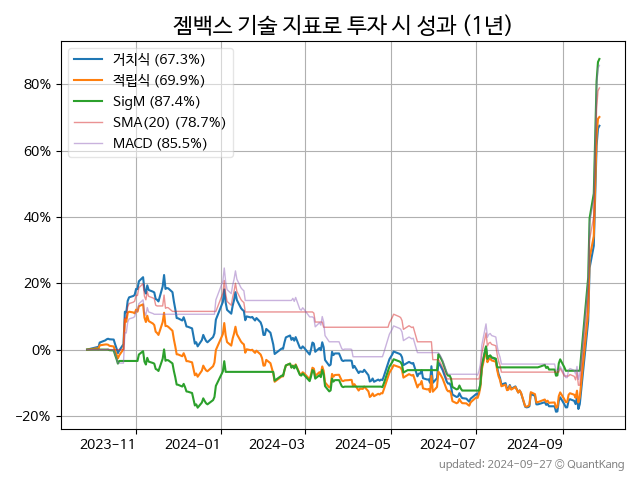 젬백스 기술 지표로 투자 시 성과 (1년)
거치식 (67.3%)
적립식 (69.9%)
SigM (87.4%)
SMA(20) (78.7%)
MACD (85.5%)
80%
60%
40%
20%
0%
−20%
2023-11 2024-01 2024-03 2024-05 2024-07 2024-09
updated: 2024-09-27 © QuantKang